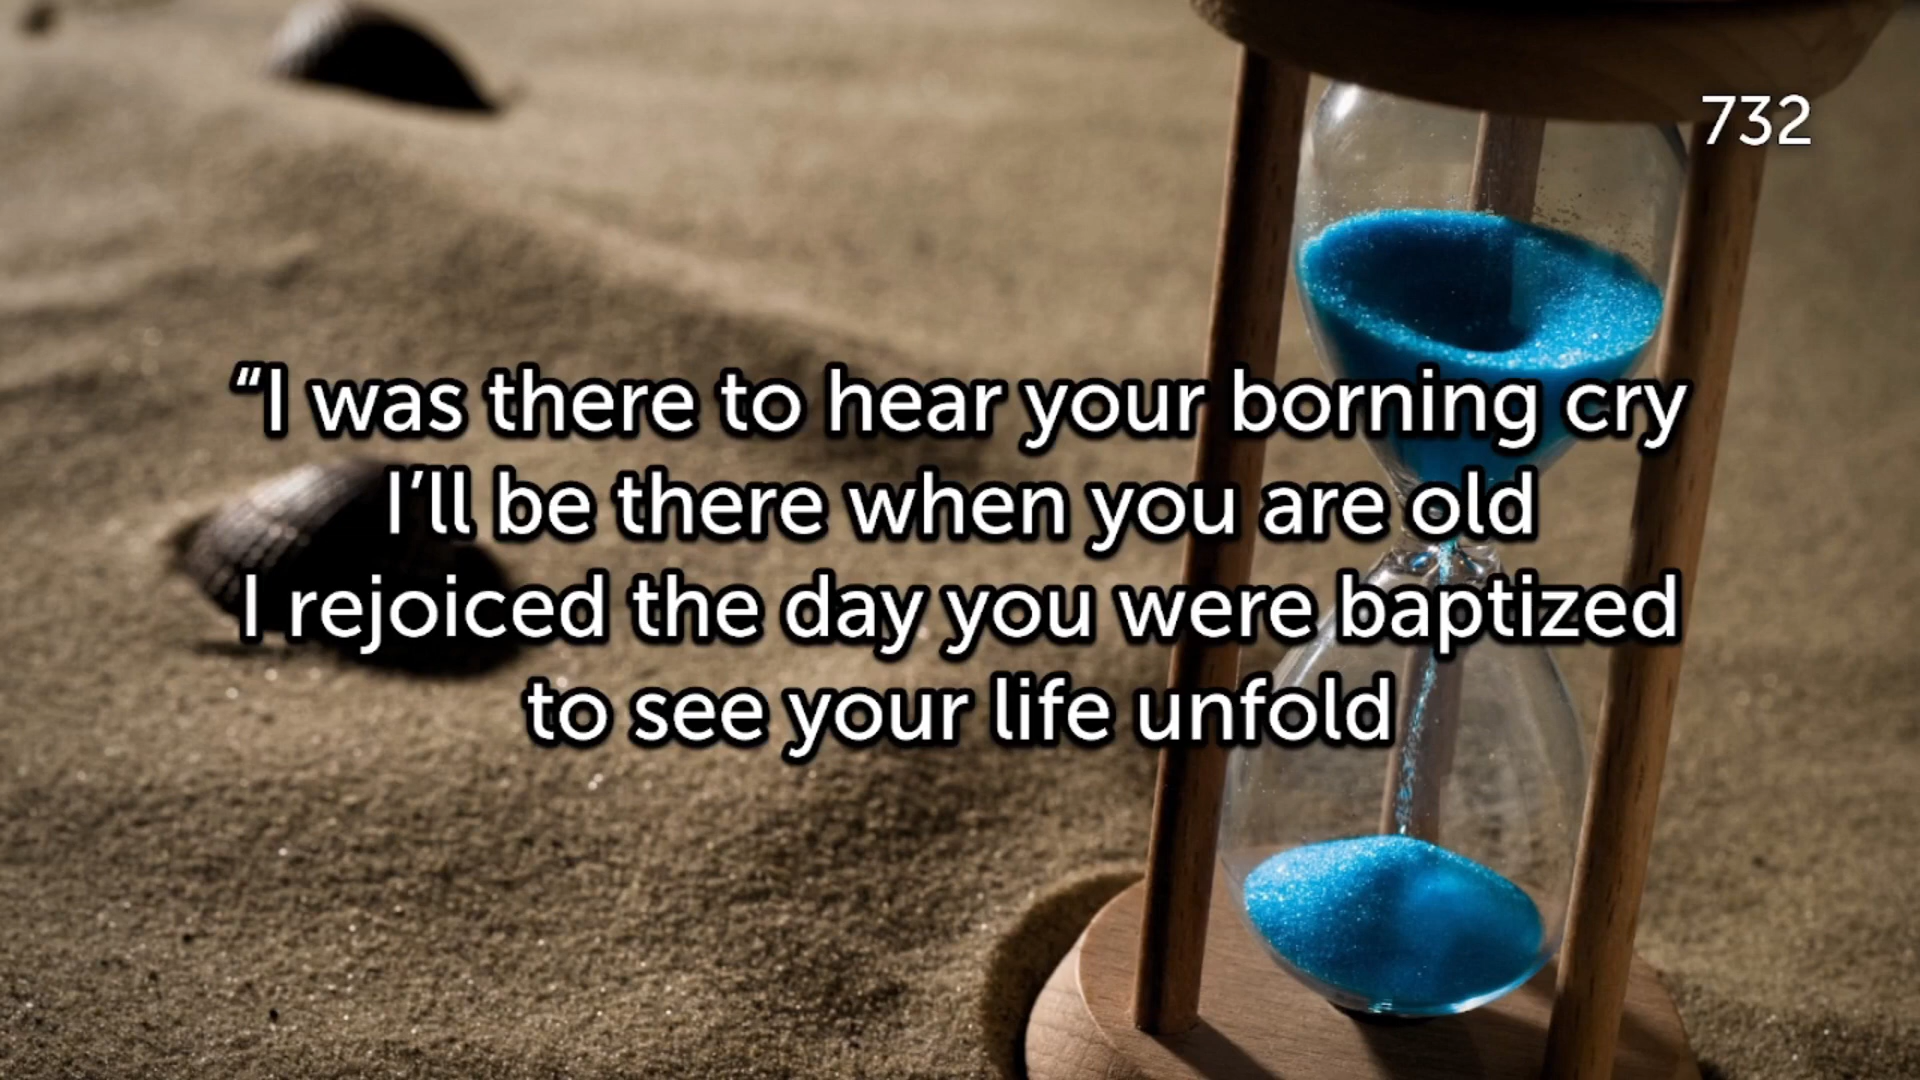 732
“I was there to hear your borning cry
I’ll be there when you are old
I rejoiced the day you were baptized
to see your life unfold